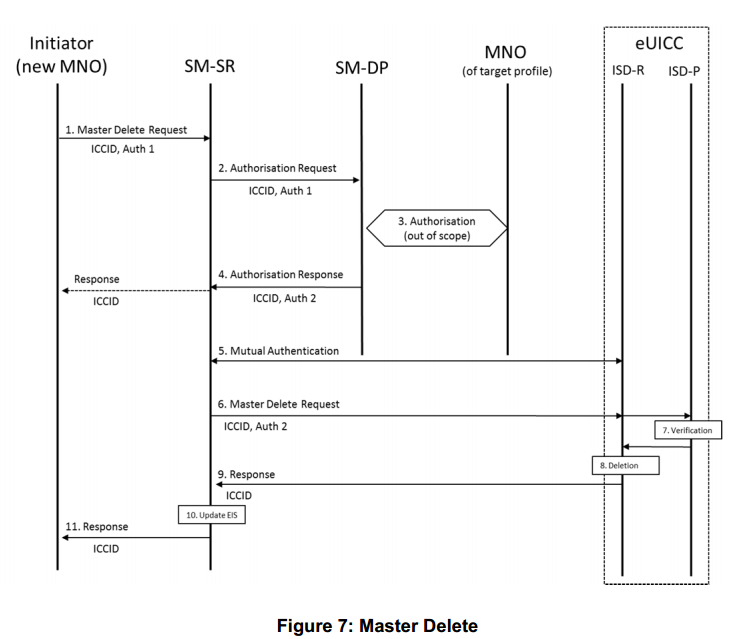 Initiator
(new MNO)
SM-SR
SM-DP
MNO
(of target profile)
eUICC
ISD-R
ISD-P
1. Master Delete Request
ICCID, Auth 1
2. Authorisation Request
ICCID, Auth 1
3. Authorisation
(out of scope)
4. Authorisation Response
ICCID, Auth 2
Response
ICCID
5. Mutual Authentication
6. Master Delete Request
ICCID, Auth 2
7. Verification
8. Deletion
9. Response
ICCID
10. Update EIS
11. Response
ICCID
Figure 7: Master Delete